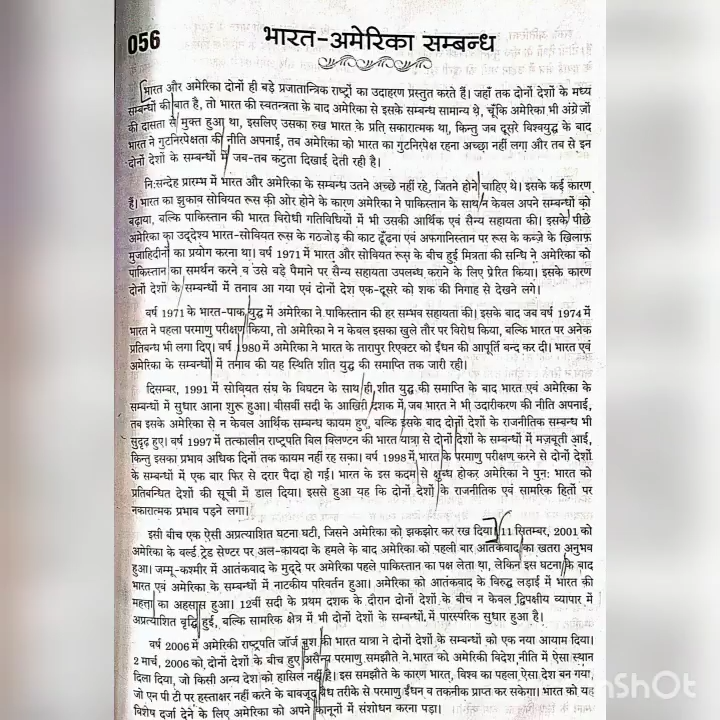 056
भारत-अमेरिका सम्बन्ध
भारत और अमेरिका दोनों ही बड़े प्रजातान्त्रिक राष्ट्रों का उदाहरण प्रस्तुत करते हैं। जहाँ तक दोनों देशों के मध्य
सम्बन्धों की बात है, तो भारत की स्वतन्त्रता के बाद अमेरिका से इसके सम्बन्ध सामान्य थे, चूँकि अमेरिका भी अंग्रेजों
की दासता से मुक्त हुआ था, इसलिए उसका रुख भारत के प्रति सकारात्मक था, किन्तु जब दूसरे विश्वयुद्ध के बाद
भारत ने गुटनिरपेक्षता की नीति अपनाई, तब अमेरिका को भारत का गुटनिरपेक्ष रहना अच्छा नहीं लगा और तब से इन
दोनों देशों के सम्बन्धों में जब-तब कटुता दिखाई देती रही है।
निःसन्देह प्रारम्भ में भारत और अमेरिका के सम्बन्ध उतने अच्छे नहीं रहे, जितने होने चाहिए थे। इसके कई कारण
हैं। भारत का झुकाव सोवियत रूस की ओर होने के कारण अमेरिका ने पाकिस्तान के साथ न केवल अपने सम्बन्धों को
बढ़ाया, बल्कि पाकिस्तान की भारत विरोधी गतिविधियों में भी उसकी आर्थिक एवं सैन्य सहायता की। इसके पीछे
अमेरिका का उद्देश्य भारत-सोवियत रूस के गठजोड़ की काट ढूँढना एवं अफगानिस्तान पर रूस के कब्जे के खिलाफ
मुजाहिदीनों का प्रयोग करना था। वर्ष 1971 में भारत और सोवियत रूस के बीच हुई मित्रता की सन्धि ने अमेरिका को
पाकिस्तान का समर्थन करने व उसे बड़े पैमाने पर सैन्य सहायता उपलब्ध कराने के लिए प्रेरित किया। इसके कारण
दोनों देशों के सम्बन्धों में तनाव आ गया एवं दोनों देश एक-दूसरे को शक की निगाह से देखने लगे।
वर्ष 1971 के भारत-पाक युद्ध में अमेरिका ने पाकिस्तान की हर सम्भव सहायता की। इसके बाद जब वर्ष 1974 में
भारत ने पहला परमाणु परीक्षण किया, तो अमेरिका ने न केवल इसका खुले तौर पर विरोध किया, बल्कि भारत पर अनेक
प्रतिबन्ध भी लगा दिए। वर्ष 1980 में अमेरिका ने भारत के तारापुर रिएक्टर को ईंधन की आपूर्ति बन्द कर दी। भारत एवं
अमेरिका के सम्बन्धों में तनाव की यह स्थिति शीत युद्ध की समाप्ति तक जारी रही।
दिसम्बर, 1991 में सोवियत संघ के विघटन के साथ ही शीत युद्ध की समाप्ति के बाद भारत एवं अमेरिका के
सम्बन्धों में सुधार आना शुरू हुआ। बीसवीं सदी के आखिरी दशक में जब भारत ने भी उदारीकरण की नीति अपनाई,
तब इसके अमेरिका से न केवल आर्थिक सम्बन्ध कायम हुए, बल्कि इसके बाद दोनों देशों के राजनीतिक सम्बन्ध भी
सुदृढ़ हुए। वर्ष 1997 में तत्कालीन राष्ट्रपति बिल क्लिण्टन की भारत यात्रा से दोनों देशों के सम्बन्धों में मज़बूती आई,
किन्तु इसका प्रभाव अधिक दिनों तक कायम नहीं रह सका। वर्ष 1998 में भारत के परमाणु परीक्षण करने से दोनों देशों
के सम्बन्धों में एक बार फिर से दरार पैदा हो गई। भारत के इस कदम से क्षुब्ध होकर अमेरिका ने पुनः भारत को
प्रतिबन्धित देशों की सूची में डाल दिया। इससे हुआ यह कि दोनों देशों के राजनीतिक एवं सामरिक हितों पर
नकारात्मक प्रभाव पड़ने लगा।
इसी बीच एक ऐसी अप्रत्याशित घटना घटी, जिसने अमेरिका को झकझोर कर रख दिया। 11 सितम्बर, 2001 को
अमेरिका के वर्ल्ड ट्रेड सेण्टर पर अल-कायदा के हमले के बाद अमेरिका को पहली बार आतंकवाद का खतरा अनुभव
हुआ। जम्मू-कश्मीर में आतंकवाद के मुद्दे पर अमेरिका पहले पाकिस्तान का पक्ष लेता था, लेकिन इस घटना के बाद
भारत एवं अमेरिका के सम्बन्धों में नाटकीय परिवर्तन हुआ। अमेरिका को आतंकवाद के विरुद्ध लड़ाई में भारत की
महत्ता का अहसास हुआ। 12वीं सदी के प्रथम दशक के दौरान दोनों देशों के बीच न केवल द्विपक्षीय व्यापार में
अप्रत्याशित वृद्धि हुई, बल्कि सामरिक क्षेत्र में भी दोनों देशों के सम्बन्धों में पारस्परिक सुधार हुआ है।
वर्ष 2006 में अमेरिकी राष्ट्रपति जॉर्ज बुश की भारत यात्रा ने दोनों देशों के सम्बन्धों को एक नया आयाम दिया।
2 मार्च, 2006 को दोनों देशों के बीच हुए असैन्य परमाणु समझौते ने भारत को अमेरिकी विदेश नीति में ऐसा स्थान
दिला दिया, जो किसी अन्य देश को हासिल नहीं है। इस समझौते के कारण भारत, विश्व का पहला ऐसा देश बन गया,
जो एन पी टी पर हस्ताक्षर नहीं करने के बावजूद वैध तरीके से परमाणु ईंधन व तकनीक प्राप्त कर सकेगा। भारत को यह
विशेष दर्जा देने के लिए अमेरिका को अपने कानूनों में संशोधन करना पड़ा।